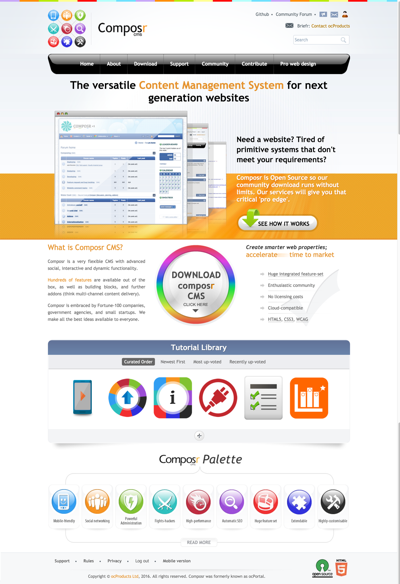 Github
Community Forum
Composr
CMS
Brief: Contact ocProducts
Search
Home About Download Support Community Contribute Pro web design
The versatile Content Management System for next
generation websites
Need a website? Tired of
primitive systems that don't
meet your requirements?
Composr is Open Source so our
community download runs without
limits. Our services will give you that
critical 'pro edge'.
SEE HOW IT WORKS
What is Composr CMS?
Composr is a very flexible CMS with advanced
social, interactive and dynamic functionality.
Hundreds of features are available out of the
box, as well as building blocks, and further
addons (think multi-channel content delivery).
Composr is embraced by Fortune-100 companies,
government agencies, and small startups. We
make all the best ideas available to everyone.
DOWNLOAD
composr
CMS
CLICK HERE
Create smarter web properties;
accelerate time to market
Huge integrated feature-set
Enthusiastic community
No licensing costs
Cloud-compatible
HTML5, CSS3, WCAG
Tutorial Library
Curated Order Newest First Most up-voted Recently up-voted
Composr Palette
Mobile-friendly Social networking Powerful Administration Fights hackers High performance Automatic SEO Huge feature-set Extendable Highly customisable
READ MORE
Support • Rules • Privacy • Log out • Mobile version
Copyright © ocProducts Ltd, 2016. All rights reserved. Composr was formerly known as ocPortal.
open source
HTML
5